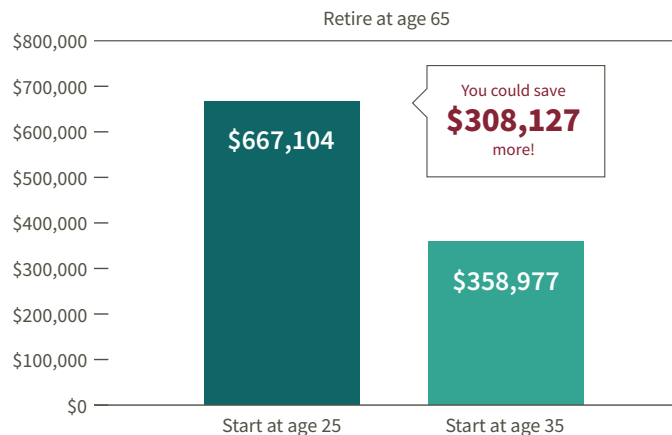 Retire at age 65
$800,000
$700,000
$600,000
$500,000
$400,000
$300,000
$200,000
$100,000
$0
You could save
$308,127
more!
$667,104
$358,977
Start at age 25
Start at age 35